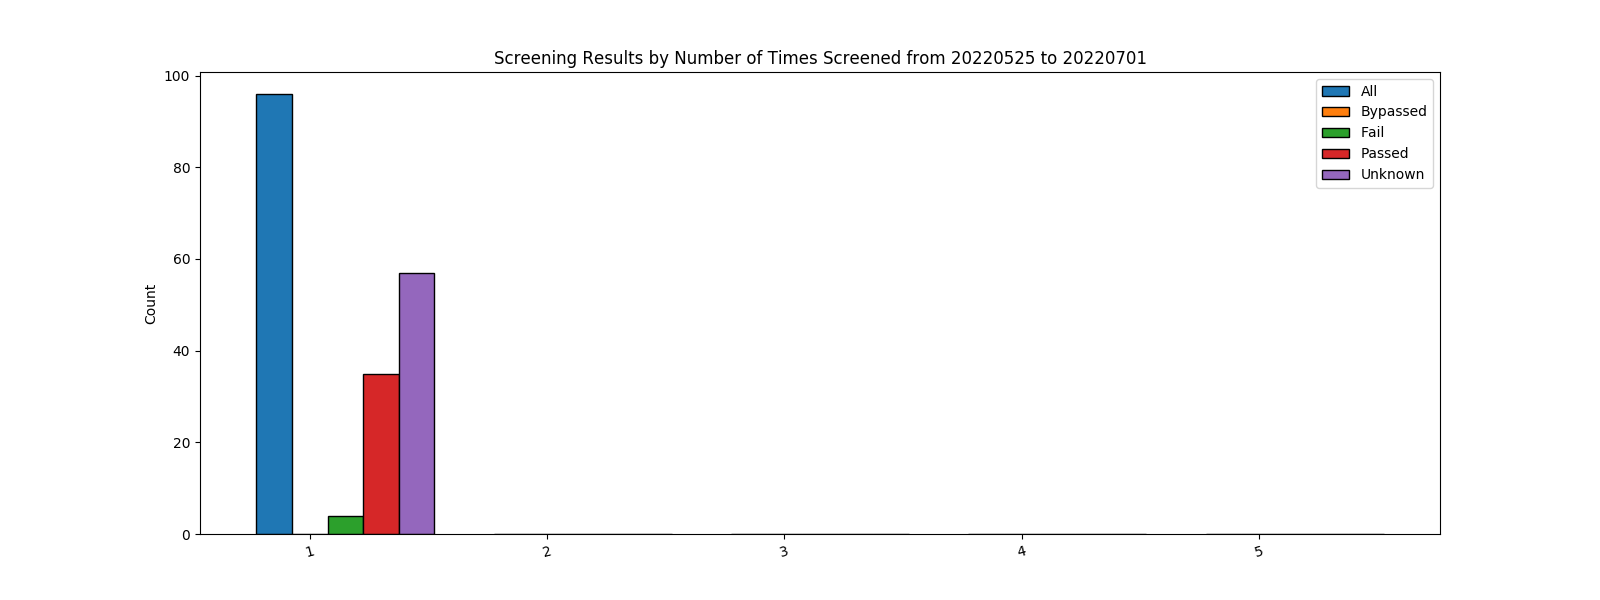 Screening Results by Number of Times Screened from 20220525 to 20220701
100
80
60
40
20
0
Count
All
Bypassed
Fail
Passed
Unknown
1 2 3 4 5